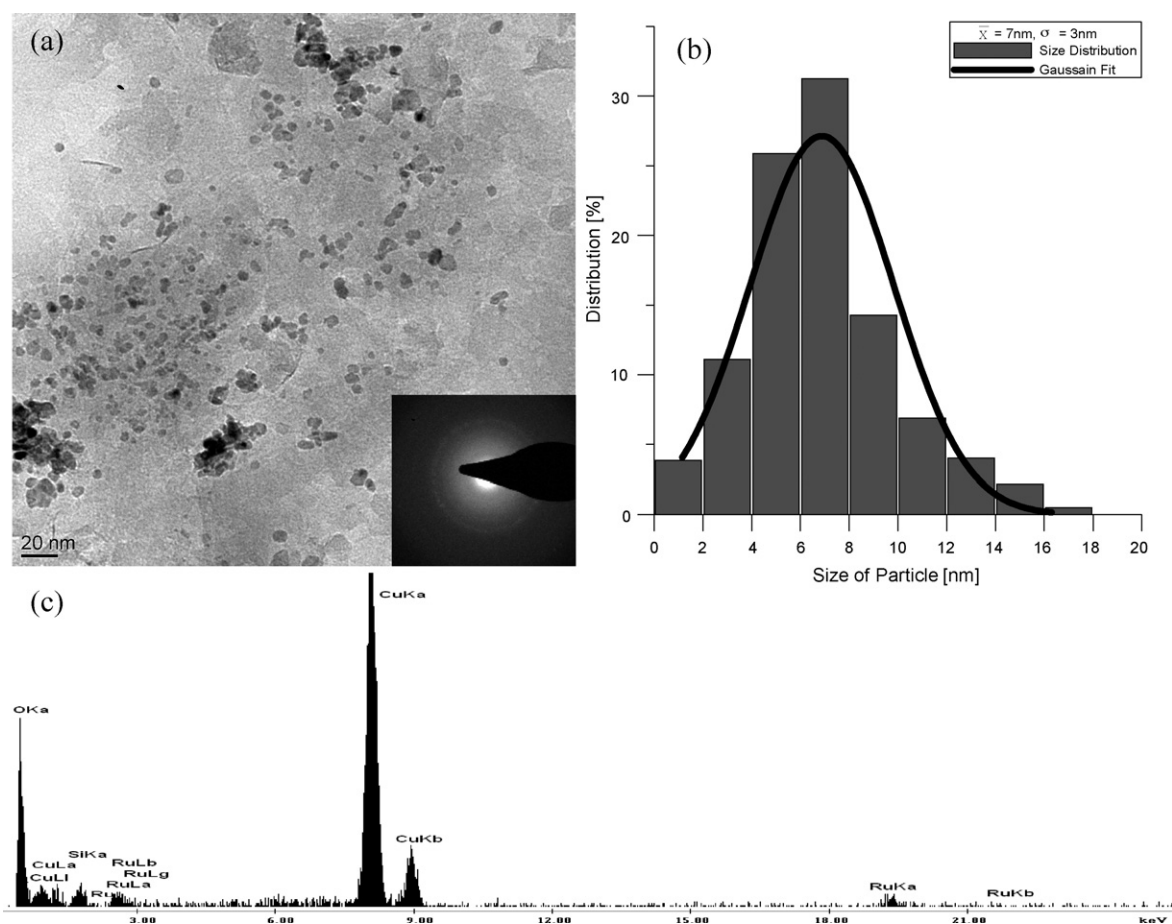 (a)
20 nm
(b)
x̄ = 7nm, σ = 3nm
Size Distribution
Gaussain Fit
Distribution [%]
30
20
10
0
0 2 4 6 8 10 12 14 16 18 20
Size of Particle [nm]
(c)
CuKa
OKa
CuKb
CuLa
SiKa
RuLb
CuLl
RuLg
RuLa
RuKa
RuKb
3.00 6.00 9.00 12.00 15.00 18.00 21.00 keV